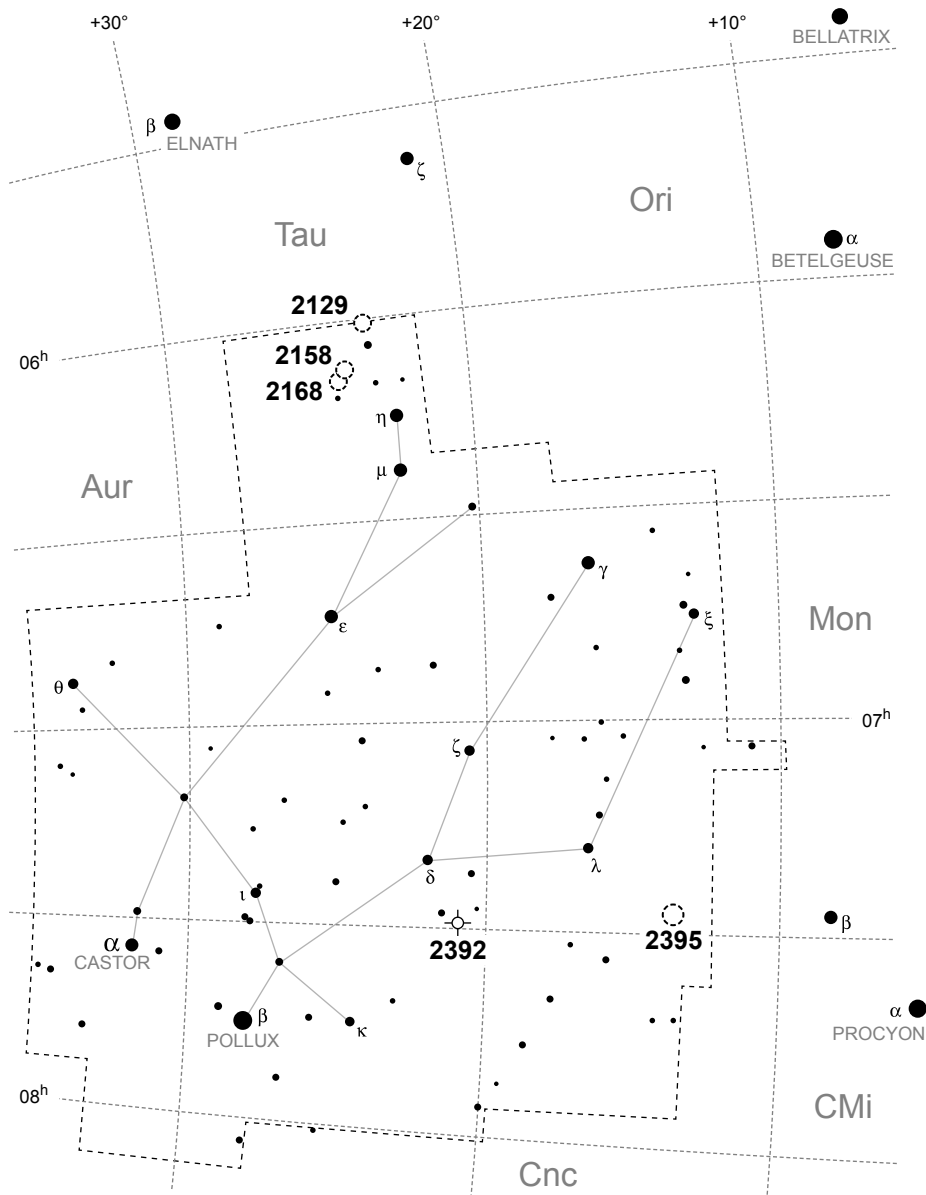 +30°
+20°
+10°
BELLATRIX
β
ELNATH
ζ
Ori
Tau
α
BETELGEUSE
2129
06h
2158
2168
η
μ
Aur
γ
ε
ξ
Mon
θ
07h
ζ
δ
λ
ι
α
CASTOR
2392
2395
β
β
POLLUX
κ
α
PROCYON
08h
CMi
Cnc